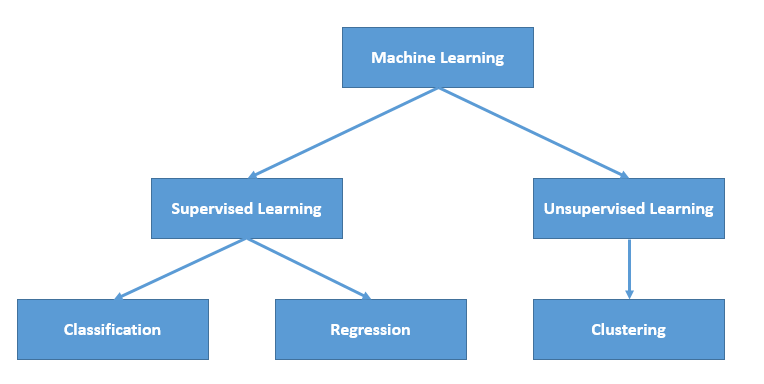 Machine Learning
Supervised Learning
Unsupervised Learning
Classification
Regression
Clustering